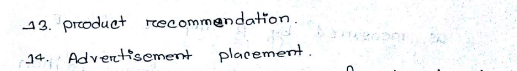 13. product recommendation.
14. Advertisement placement.